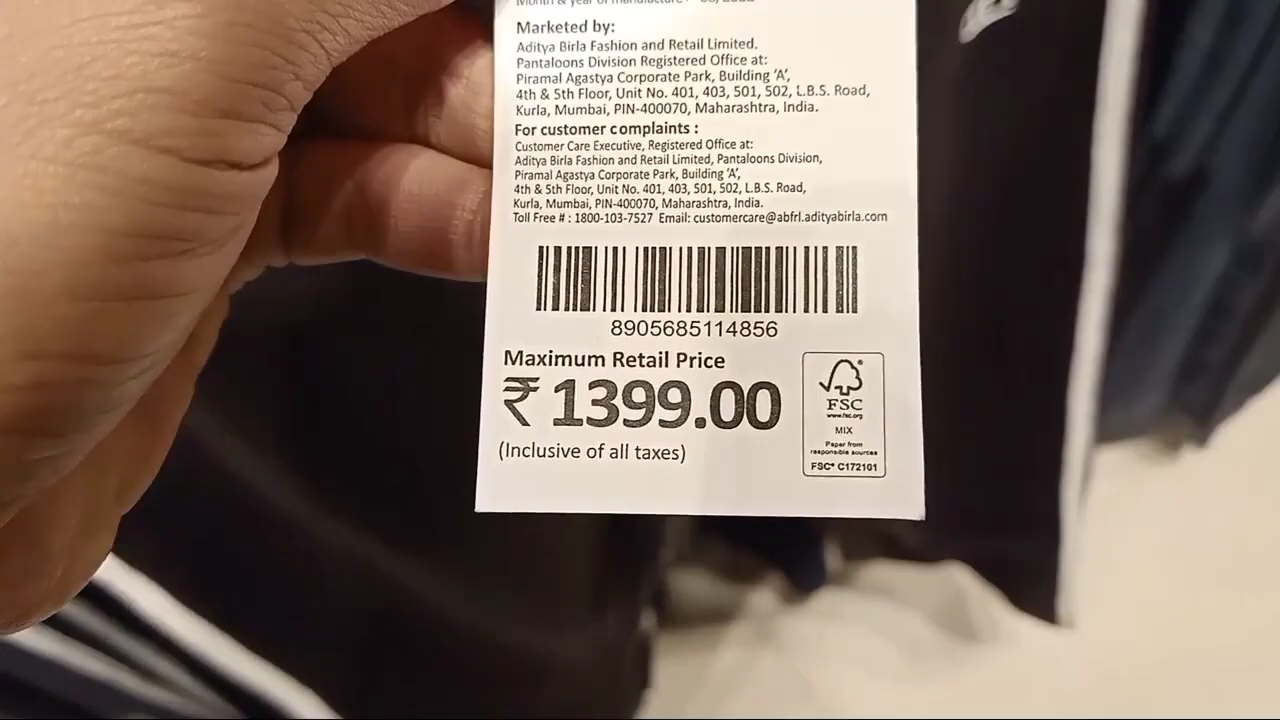 Month & year of manufacture
Marketed by:
Aditya Birla Fashion and Retail Limited.
Pantaloons Division Registered Office at:
Piramal Agastya Corporate Park, Building 'A',
4th & 5th Floor, Unit No. 401, 403, 501, 502, L.B.S. Road,
Kurla, Mumbai, PIN-400070, Maharashtra, India.
For customer complaints :
Customer Care Executive, Registered Office at:
Aditya Birla Fashion and Retail Limited, Pantaloons Division,
Piramal Agastya Corporate Park, Building 'A',
4th & 5th Floor, Unit No. 401, 403, 501, 502, L.B.S. Road,
Kurla, Mumbai, PIN-400070, Maharashtra, India.
Toll Free # : 1800-103-7527 Email: customercare@abfrl.adityabirla.com
8905685114856
Maximum Retail Price
₹ 1399.00
(Inclusive of all taxes)
FSC
www.fsc.org
MIX
Paper from
responsible sources
FSC® C172101